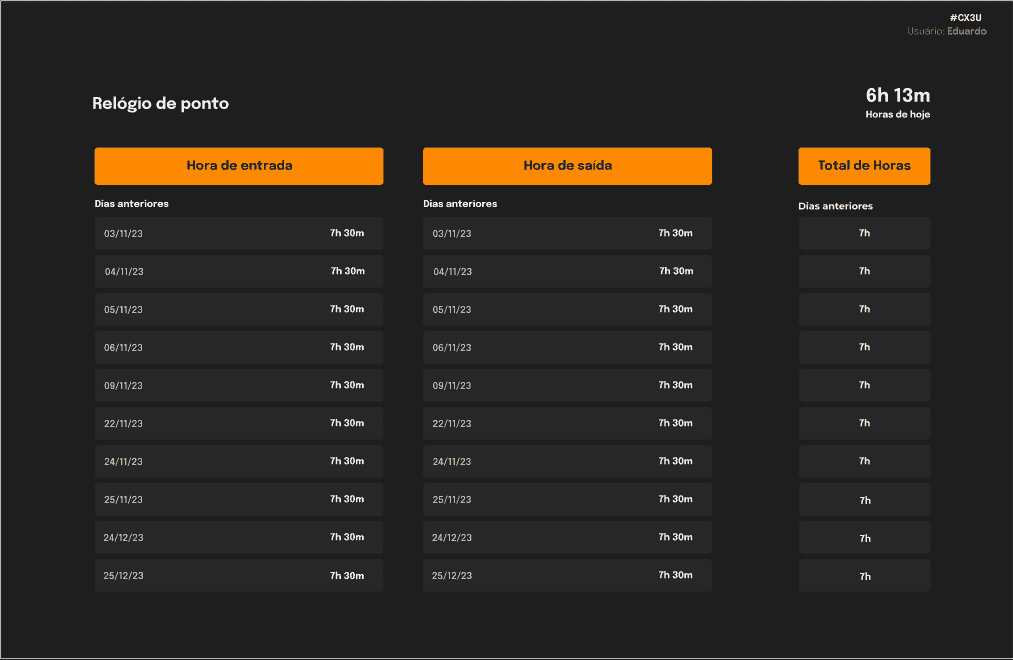 #CX3U
Usuário: Eduardo
Relógio de ponto
6h 13m
Horas de hoje
Hora de entrada Hora de saída Total de Horas
Dias anteriores Dias anteriores Dias anteriores
03/11/23 7h 30m 03/11/23 7h 30m 7h
04/11/23 7h 30m 04/11/23 7h 30m 7h
05/11/23 7h 30m 05/11/23 7h 30m 7h
06/11/23 7h 30m 06/11/23 7h 30m 7h
09/11/23 7h 30m 09/11/23 7h 30m 7h
22/11/23 7h 30m 22/11/23 7h 30m 7h
24/11/23 7h 30m 24/11/23 7h 30m 7h
25/11/23 7h 30m 25/11/23 7h 30m 7h
24/12/23 7h 30m 24/12/23 7h 30m 7h
25/12/23 7h 30m 25/12/23 7h 30m 7h